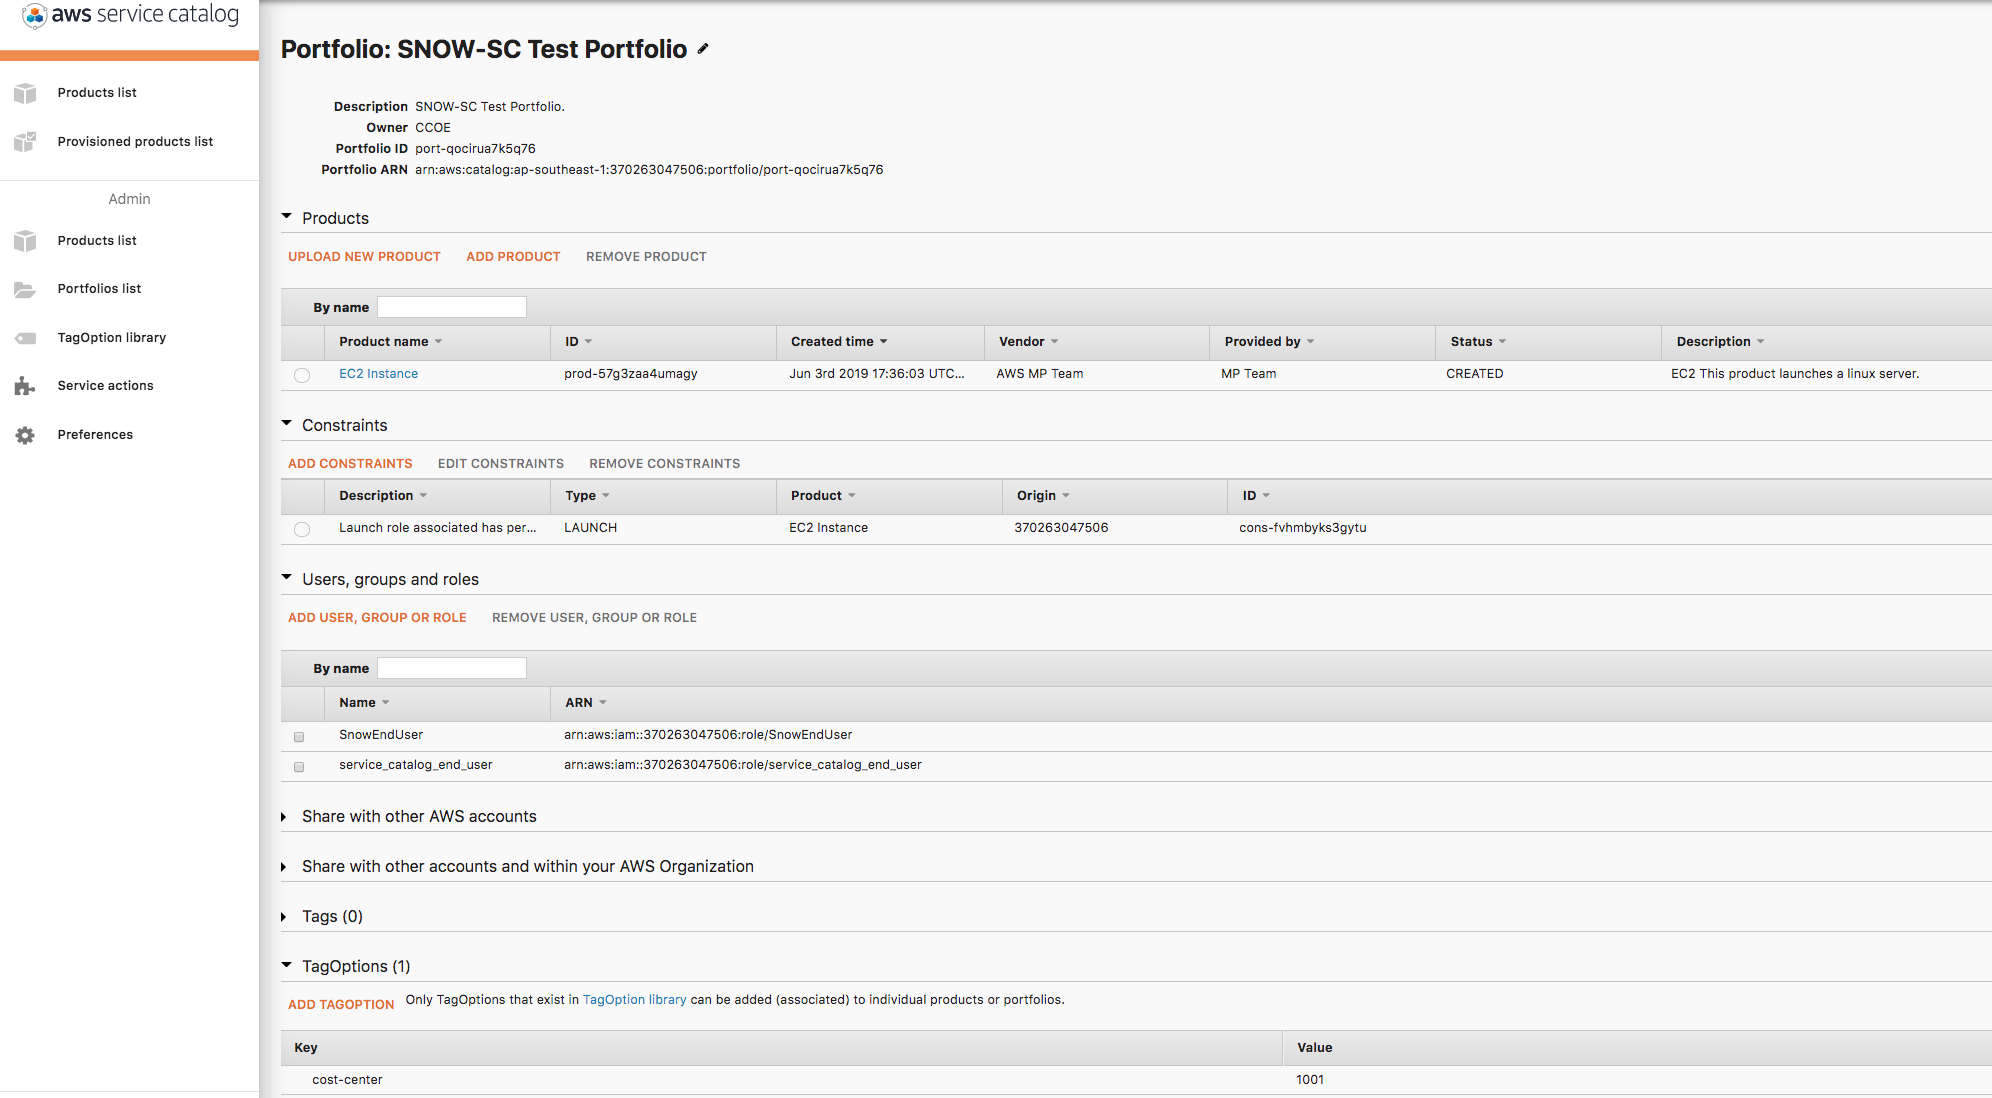 aws service catalog
Products list
Provisioned products list
Admin
Products list
Portfolios list
TagOption library
Service actions
Preferences
Portfolio: SNOW-SC Test Portfolio
Description SNOW-SC Test Portfolio.
Owner CCOE
Portfolio ID port-qocirua7k5q76
Portfolio ARN arn:aws:catalog:ap-southeast-1:370263047506:portfolio/port-qocirua7k5q76
Products
UPLOAD NEW PRODUCT ADD PRODUCT REMOVE PRODUCT
By name
Product name ID Created time Vendor Provided by Status Description
EC2 Instance prod-57g3zaa4umagy Jun 3rd 2019 17:36:03 UTC... AWS MP Team MP Team CREATED EC2 This product launches a linux server.
Constraints
ADD CONSTRAINTS EDIT CONSTRAINTS REMOVE CONSTRAINTS
Description Type Product Origin ID
Launch role associated has per... LAUNCH EC2 Instance 370263047506 cons-fvhmbyks3gytu
Users, groups and roles
ADD USER, GROUP OR ROLE REMOVE USER, GROUP OR ROLE
By name
Name ARN
SnowEndUser arn:aws:iam::370263047506:role/SnowEndUser
service_catalog_end_user arn:aws:iam::370263047506:role/service_catalog_end_user
Share with other AWS accounts
Share with other accounts and within your AWS Organization
Tags (0)
TagOptions (1)
ADD TAGOPTION Only TagOptions that exist in TagOption library can be added (associated) to individual products or portfolios.
Key Value
cost-center 1001